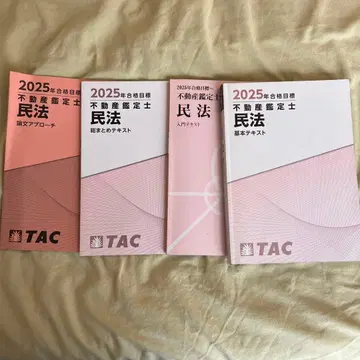 2025年合格目標
不動産鑑定士
民法
論文アプローチ
TAC
2025年合格目標
不動産鑑定士
民法
総まとめテキスト
TAC
2025年合格目標
不動産鑑定士
民法
入門テキスト
2025年合格目標
不動産鑑定士
民法
基本テキスト
TAC